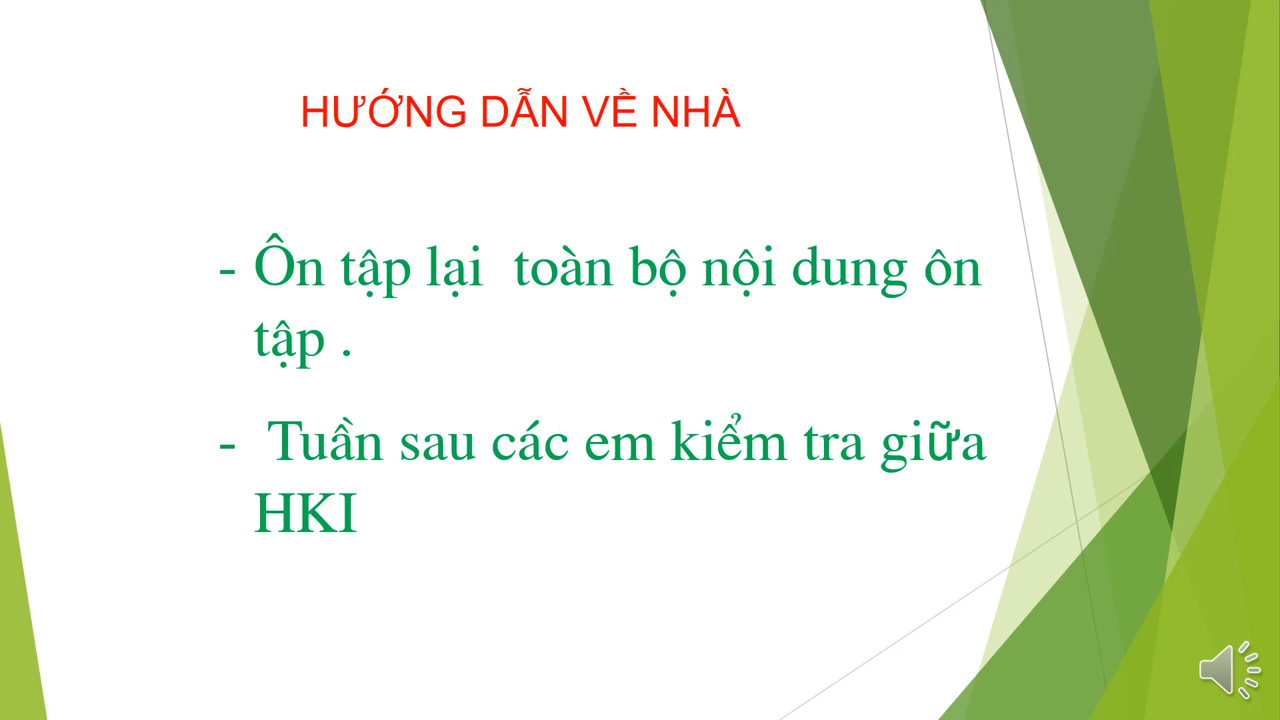 HƯỚNG DẪN VỀ NHÀ
- Ôn tập lại toàn bộ nội dung ôn
tập .
- Tuần sau các em kiểm tra giữa
HKI